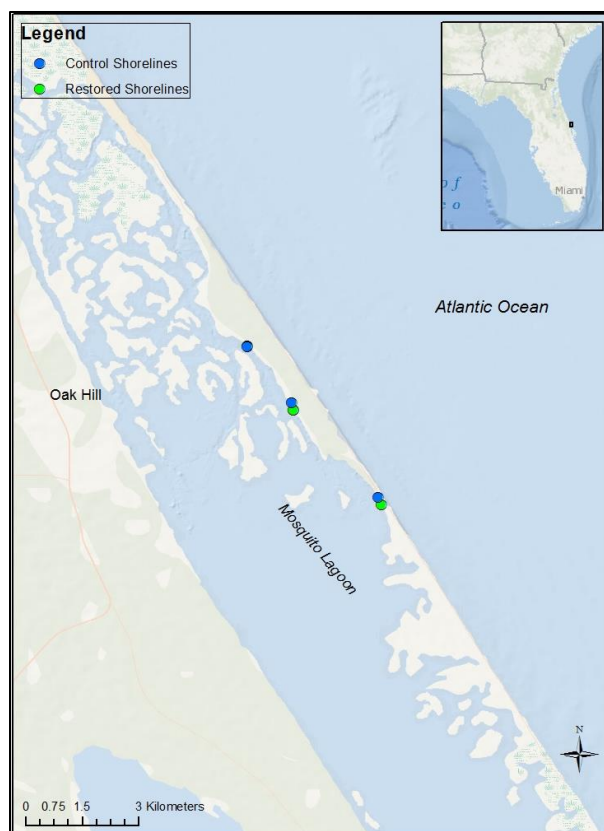 Legend
Control Shorelines
Restored Shorelines
Miami
of
e o
Atlantic Ocean
Oak Hill
Mosquito Lagoon
N
0 0.75 1.5 3 Kilometers